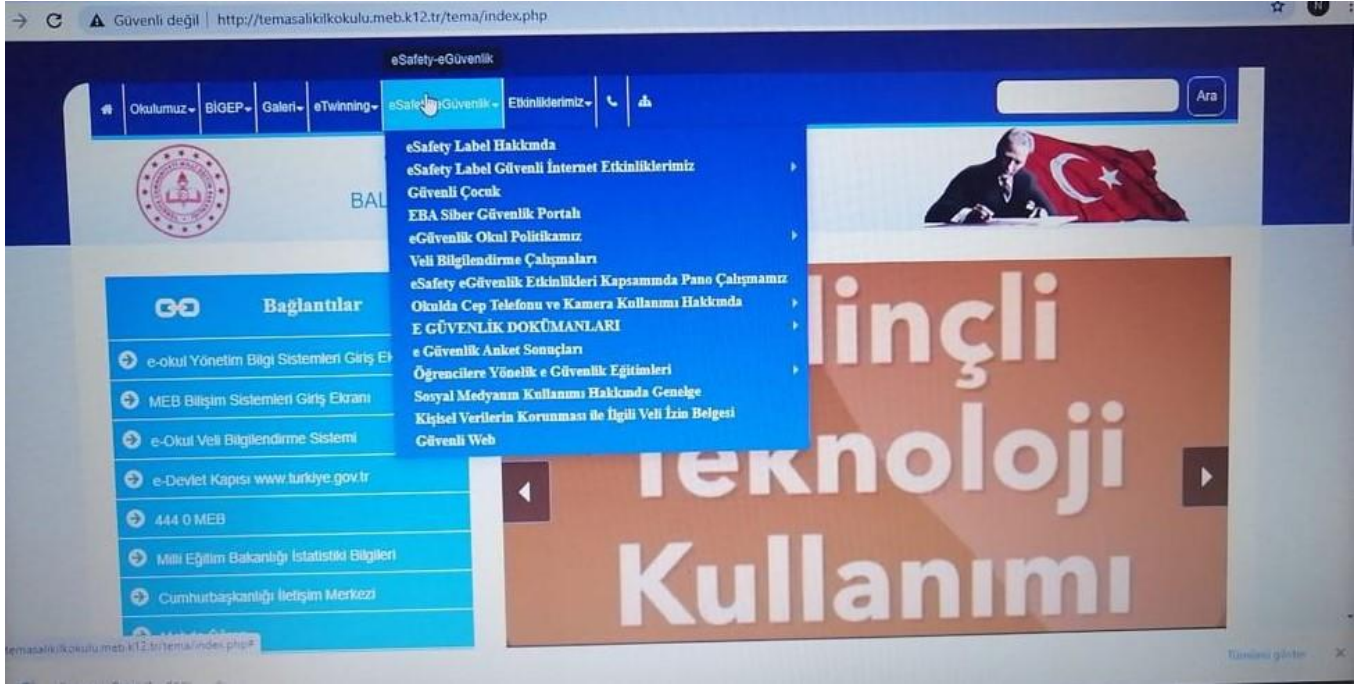 Güvenli değil | http://temasalikilkokulu.meb.k12.tr/tema/index.php
N
eSafety-eGüvenlik
Okulumuz
BİGEP
Galeri
eTwinning
eSafety-eGüvenlik
Etkinliklerimiz
Ara
BAL
eSafety Label Hakkında
eSafety Label Güvenli İnternet Etkinliklerimiz
Güvenli Çocuk
EBA Siber Güvenlik Portalı
eGüvenlik Okul Politikamız
Veli Bilgilendirme Çalışmaları
eSafety eGüvenlik Etkinlikleri Kapsamında Pano Çalışmamız
Okulda Cep Telefonu ve Kamera Kullanımı Hakkında
E GÜVENLİK DOKÜMANLARI
e Güvenlik Anket Sonuçları
Öğrencilere Yönelik e Güvenlik Eğitimleri
Sosyal Medyanın Kullanımı Hakkında Genelge
Kişisel Verilerin Korunması ile İlgili Veli İzin Belgesi
Güvenli Web
Bağlantılar
e-okul Yönetim Bilgi Sistemleri Giriş
MEB Bilişim Sistemleri Giriş Ekranı
e-Okul Veli Bilgilendirme Sistemi
e-Devlet Kapısı www.turkiye.gov.tr
444 0 MEB
Milli Eğitim Bakanlığı İstatistiki Bilgileri
Cumhurbaşkanlığı İletişim Merkezi
linçli
Teknoloji
Kullanımı
temasalikilkokulu.meb.k12.tr/tema/index.php#
Tümünü göster